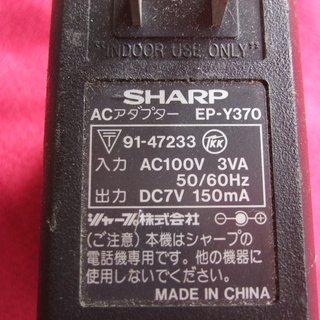 "INDOOR USE ONLY"
SHARP
ACアダプター EP-Y370
〒 91-47233 JKK
入力 AC100V 3VA
50/60Hz
出力 DC7V 150mA
シャープ株式会社
(ご注意) 本機はシャープの
電話機専用です。他の機器に
使用しないでください。
MADE IN CHINA